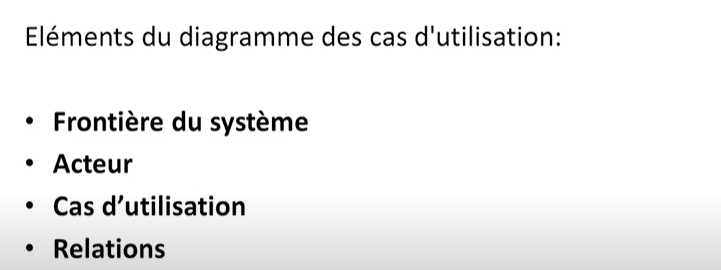 Eléments du diagramme des cas d'utilisation:
• Frontière du système
• Acteur
• Cas d’utilisation
• Relations